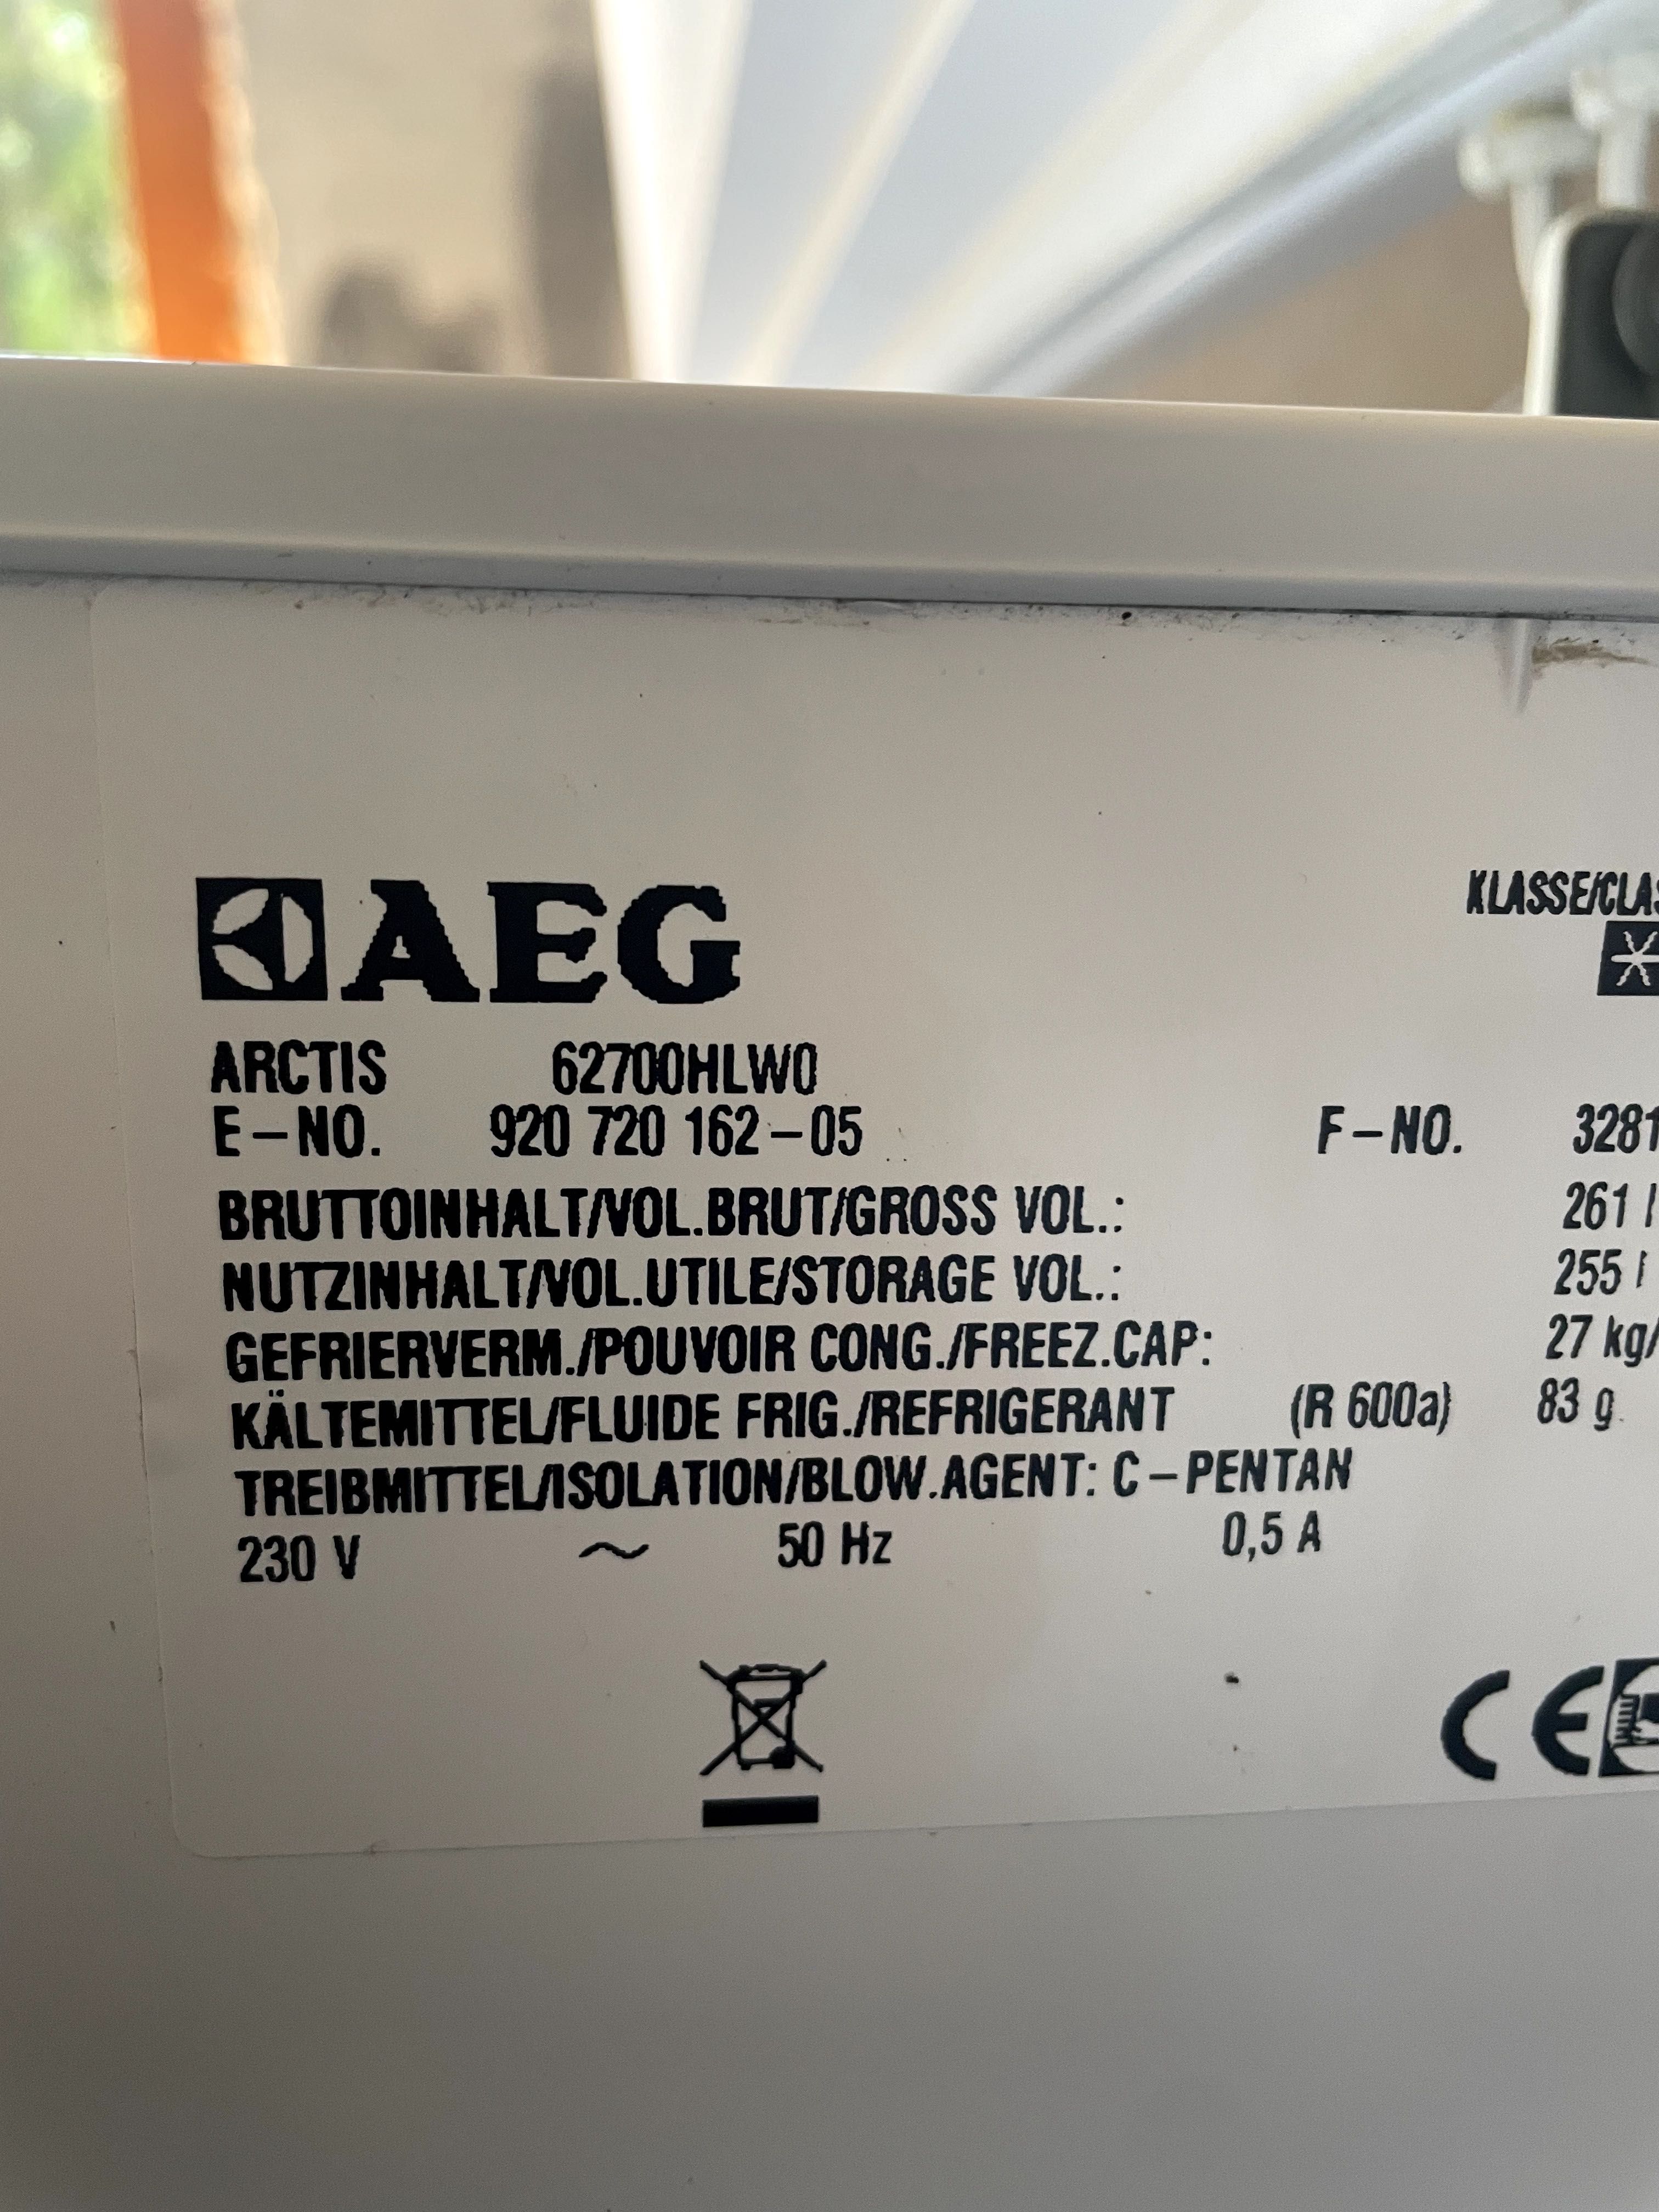 AEG
KLASSE/CLAS
ARCTIS 62700HLW0
E-NO. 920 720 162-05 F-NO. 3281
BRUTTOINHALT/VOL.BRUT/GROSS VOL.: 261 l
NUTZINHALT/VOL.UTILE/STORAGE VOL.: 255 l
GEFRIERVERM./POUVOIR CONG./FREEZ.CAP: 27 kg/
KÄLTEMITTEL/FLUIDE FRIG./REFRIGERANT (R 600a) 83 g
TREIBMITTEL/ISOLATION/BLOW.AGENT: C-PENTAN
230 V ~ 50 Hz 0,5 A
CE